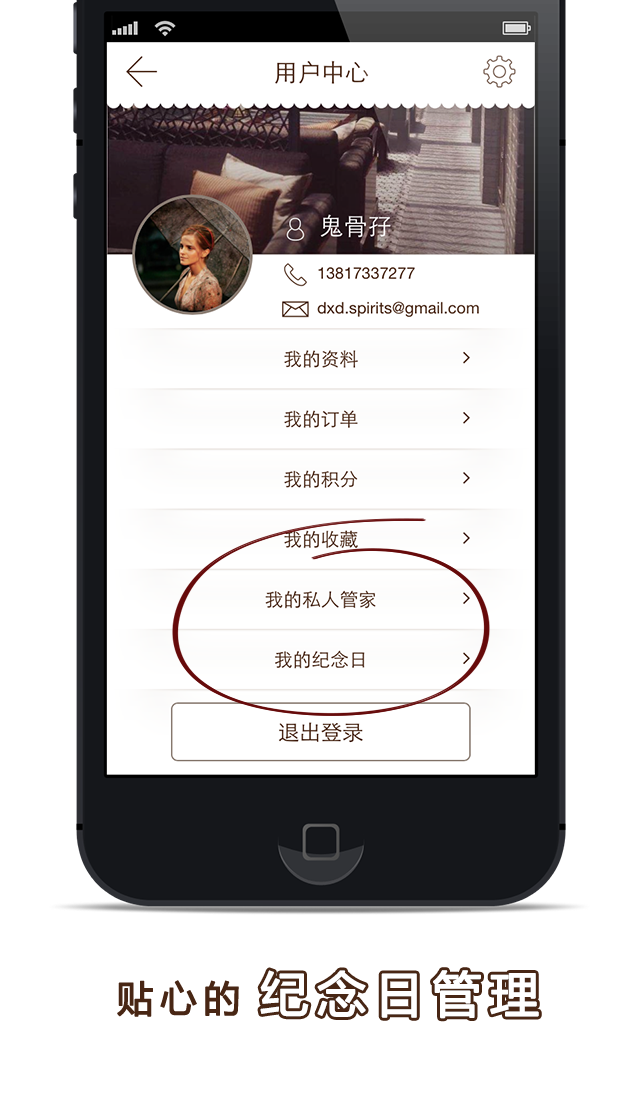 用户中心
鬼骨孖
13817337277
dxd.spirits@gmail.com
我的资料
我的订单
我的积分
我的收藏
我的私人管家
我的纪念日
退出登录
贴心的 纪念日管理